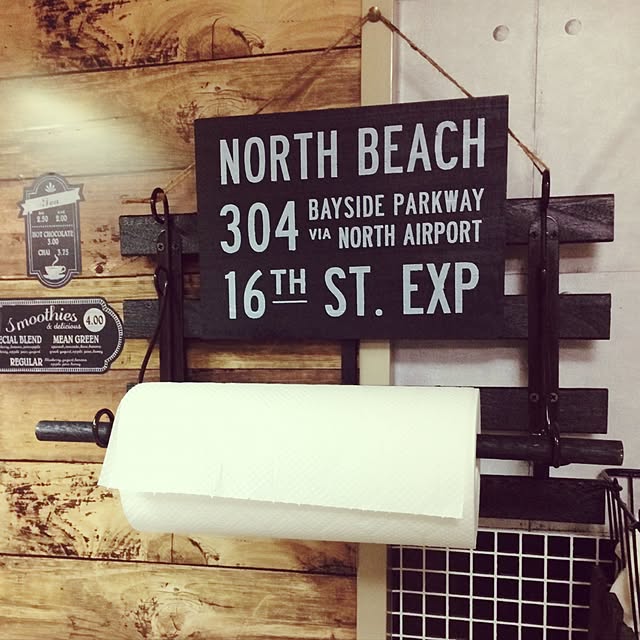 NORTH BEACH
304 BAYSIDE PARKWAY
VIA NORTH AIRPORT
16TH ST. EXP
Tea
2.50 2.00
HOT CHOCOLATE
3.00
CHAI 3.75
Smoothies
& delicious
4.00
ECIAL BLEND MEAN GREEN
REGULAR